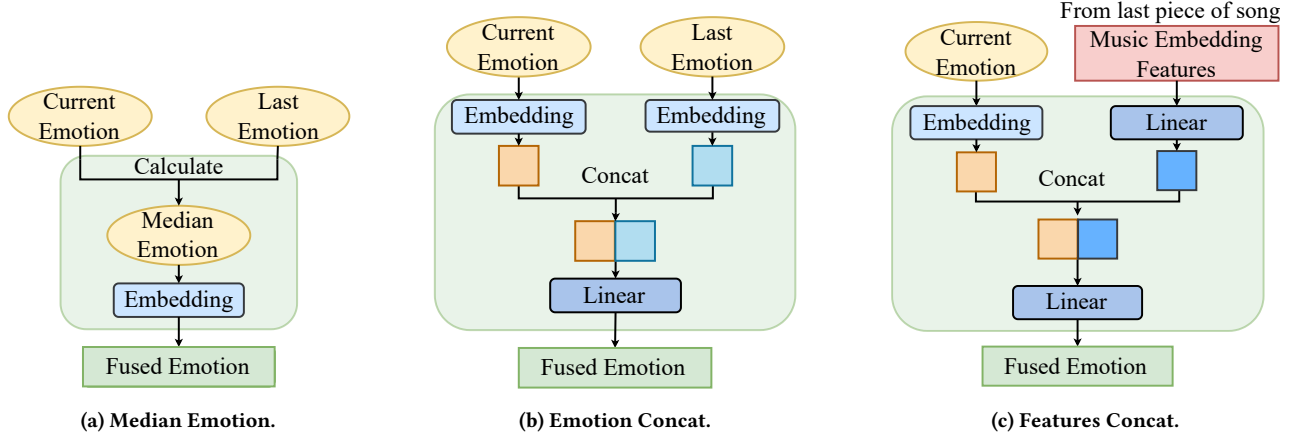 Current
Emotion
Last
Emotion
Calculate
Median
Emotion
Embedding
Fused Emotion
(a) Median Emotion.
Current
Emotion
Last
Emotion
Embedding
Embedding
Concat
Linear
Fused Emotion
(b) Emotion Concat.
From last piece of song
Current
Emotion
Music Embedding
Features
Embedding
Linear
Concat
Linear
Fused Emotion
(c) Features Concat.